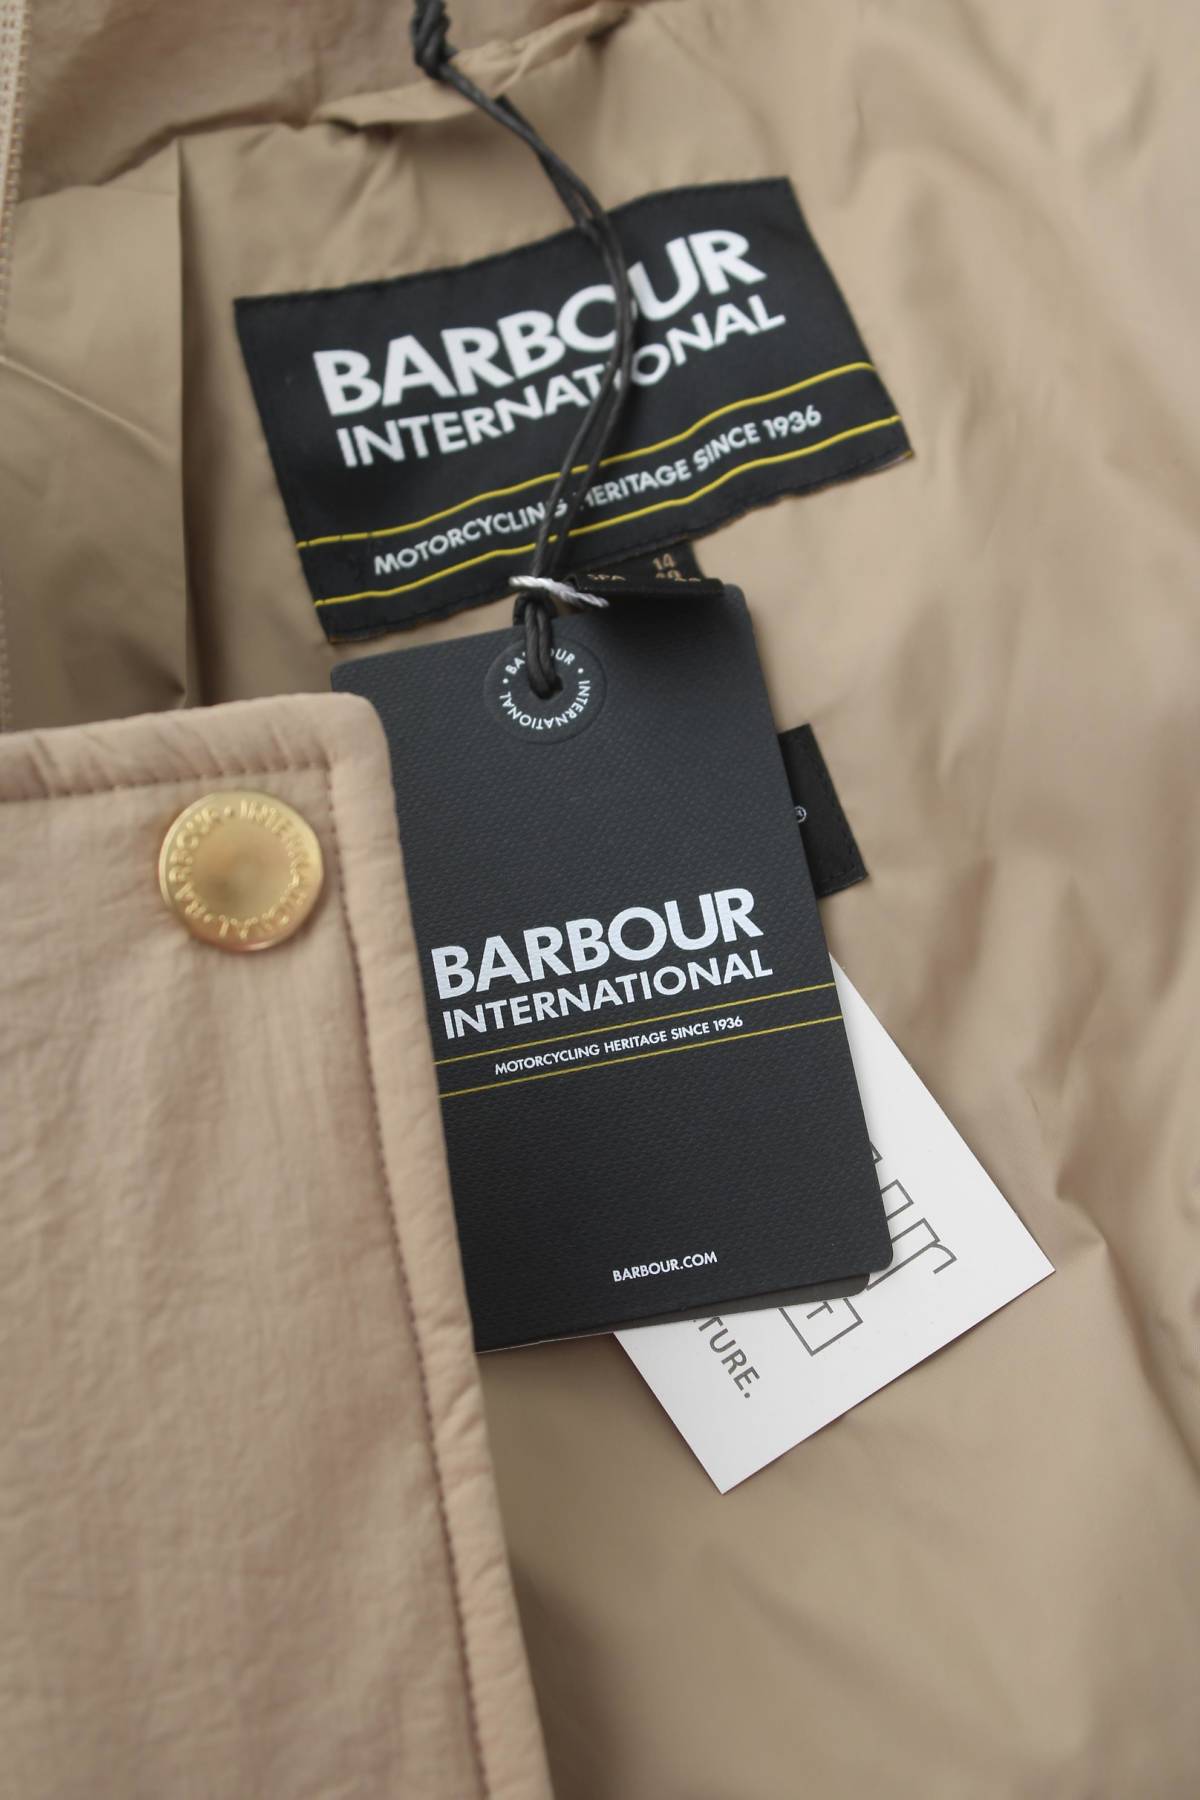 BARBOUR
INTERNATIONAL
MOTORCYCLING HERITAGE SINCE 1936
14
BARBOUR • INTERNATIONAL •
BARBOUR • INTERNATIONAL •
®
BARBOUR
INTERNATIONAL
MOTORCYCLING HERITAGE SINCE 1936
BARBOUR.COM
ur
T
TURE.